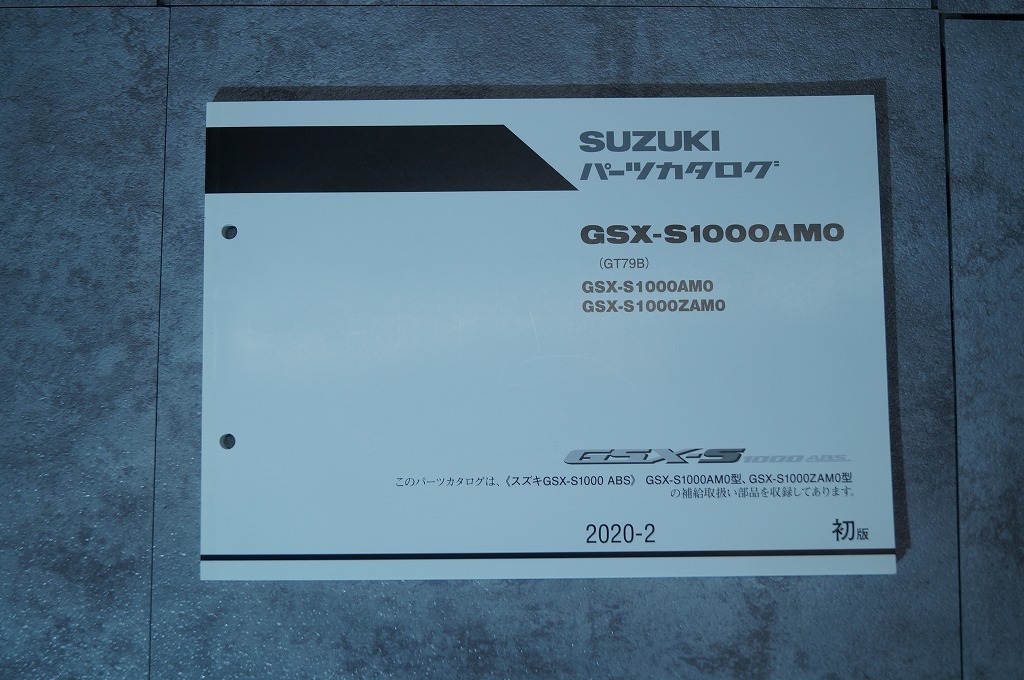 SUZUKI
パーツカタログ
GSX-S1000AM0
(GT79B)
GSX-S1000AM0
GSX-S1000ZAM0
GSX-S 1000 ABS
このパーツカタログは、《スズキGSX-S1000 ABS》 GSX-S1000AM0型、GSX-S1000ZAM0型
の補給取扱い部品を収録してあります。
2020-2 初版